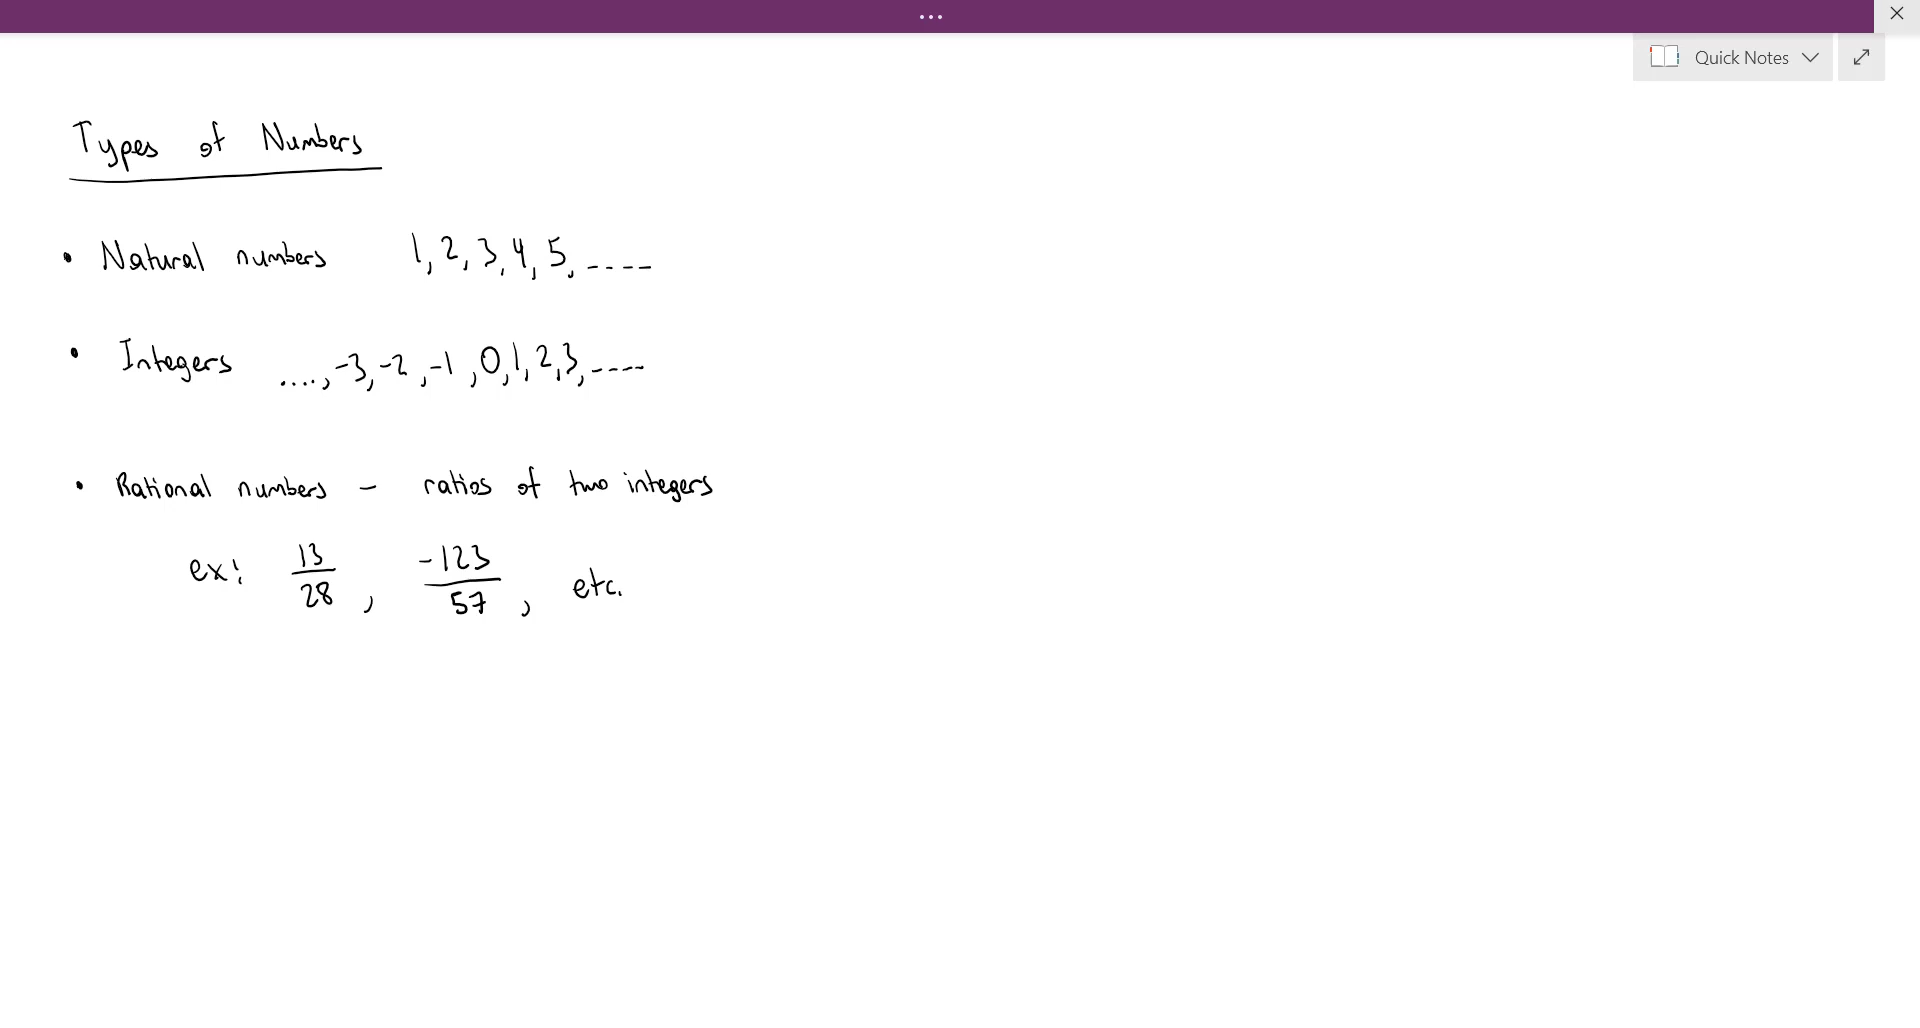 Quick Notes
Types of Numbers
• Natural numbers 1, 2, 3, 4, 5, -----
• Integers ...., -3, -2, -1, 0, 1, 2, 3, -----
• Rational numbers – ratios of two integers
ex: 13/28, -123/57, etc.